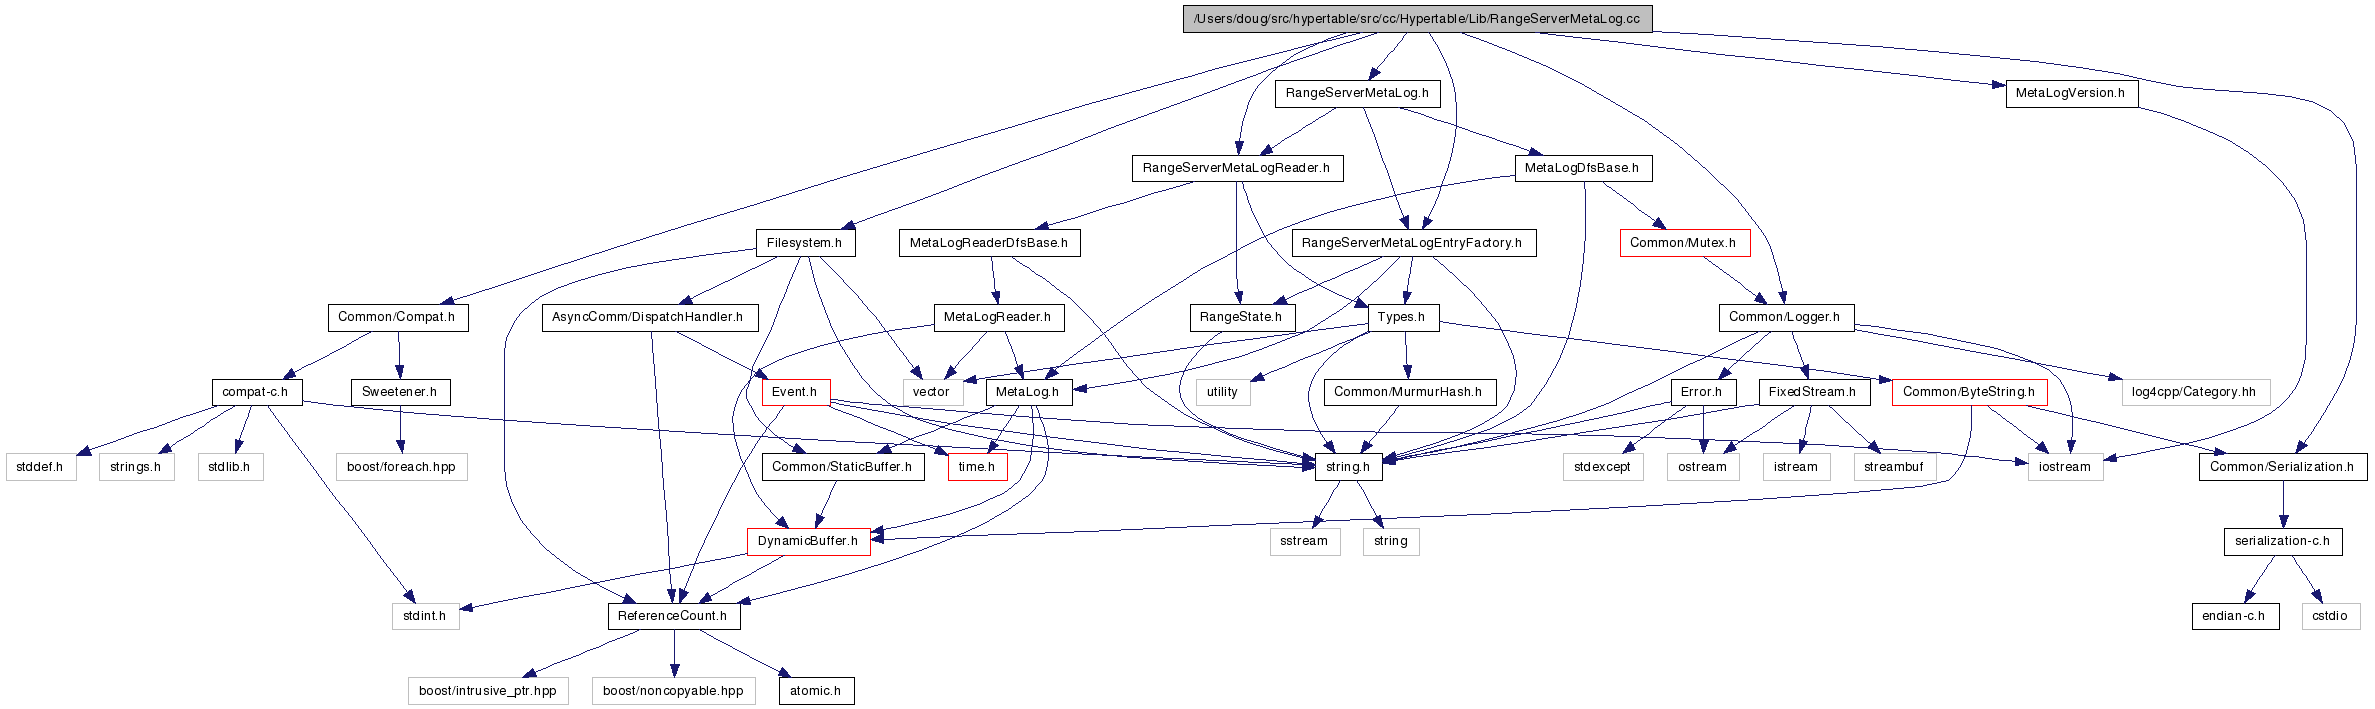 /Users/doug/src/hypertable/src/cc/Hypertable/Lib/RangeServerMetaLog.cc
RangeServerMetaLog.h
MetaLogVersion.h
RangeServerMetaLogReader.h
MetaLogDfsBase.h
Filesystem.h
MetaLogReaderDfsBase.h
RangeServerMetaLogEntryFactory.h
Common/Mutex.h
Common/Compat.h
AsyncComm/DispatchHandler.h
MetaLogReader.h
RangeState.h
Types.h
Common/Logger.h
compat-c.h
Sweetener.h
Event.h
vector
MetaLog.h
utility
Common/MurmurHash.h
Error.h
FixedStream.h
Common/ByteString.h
log4cpp/Category.hh
stddef.h
strings.h
stdlib.h
boost/foreach.hpp
Common/StaticBuffer.h
time.h
string.h
stdexcept
ostream
istream
streambuf
iostream
Common/Serialization.h
DynamicBuffer.h
sstream
string
serialization-c.h
stdint.h
ReferenceCount.h
endian-c.h
cstdio
boost/intrusive_ptr.hpp
boost/noncopyable.hpp
atomic.h